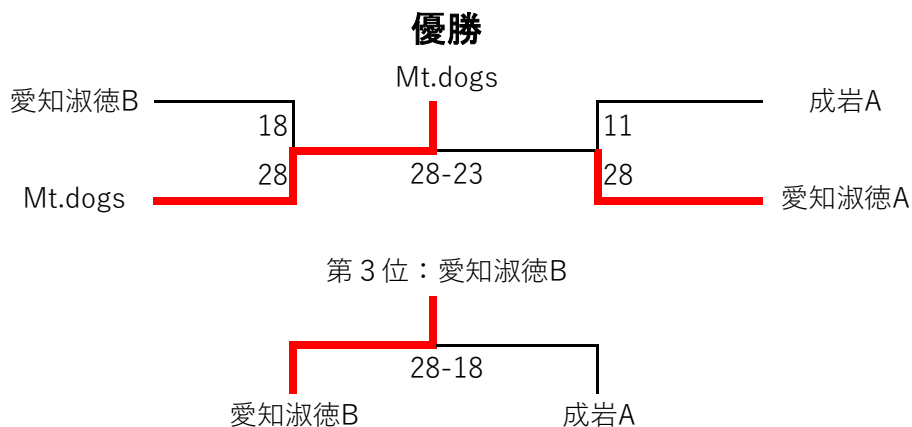 優勝
Mt.dogs
愛知淑徳B
成岩A
18
11
28
28-23
28
Mt.dogs
愛知淑徳A
第3位：愛知淑徳B
28-18
愛知淑徳B
成岩A